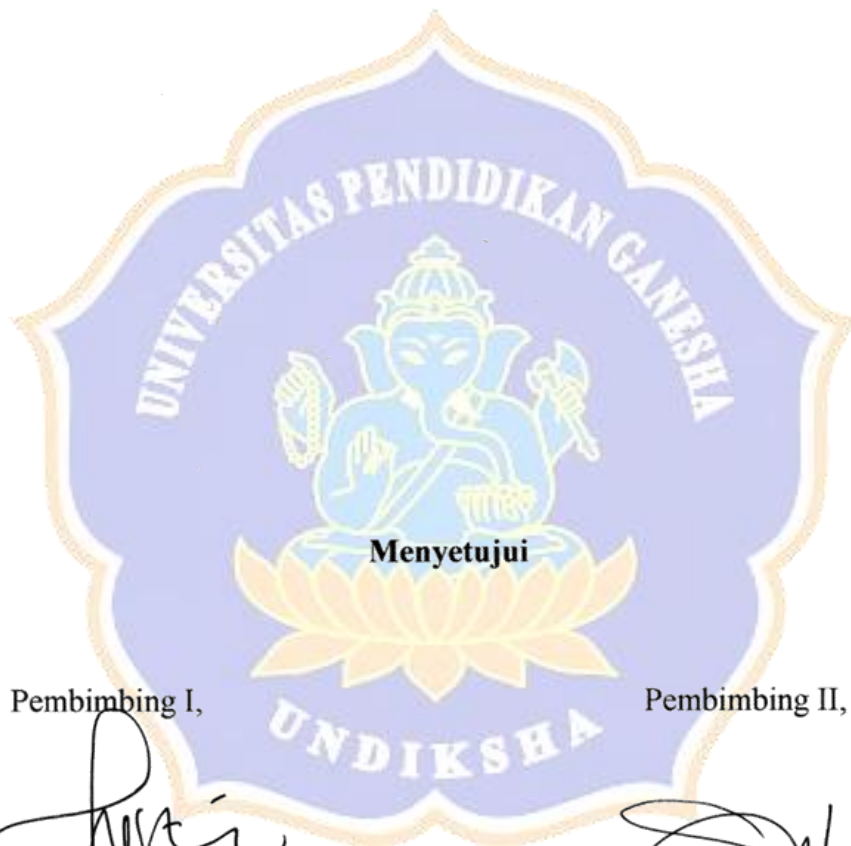 UNIVERSITAS PENDIDIKAN GANESHA
Menyetujui
Pembimbing I,
Pembimbing II,
UNDIKSHA